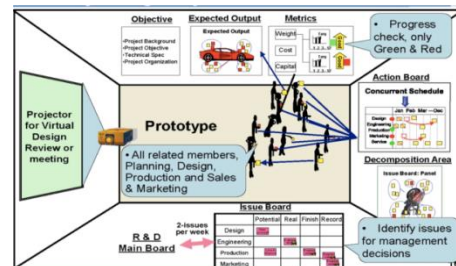 Objective
Expected Output
Metrics
•Project Background
•Project Objective
•Technical Spec
•Project Organization
Expected Output
Weight
Cost
Capital
• Progress
check, only
Green & Red
Action Board
Concurrent Schedule
Jan Feb Mar ---Dec
Design
Engineering
Production
Marketing
Service
Projector
for Virtual
Design
Review or
meeting
Prototype
• All related members,
Planning, Design,
Production and Sales
& Marketing
Decomposition Area
Issue Board: Panel
• Identify issues
for management
decisions
Issue Board
2-issues
per week
R & D
Main Board
Potential Real Finish Record
Design
Engineering
Production
Marketing